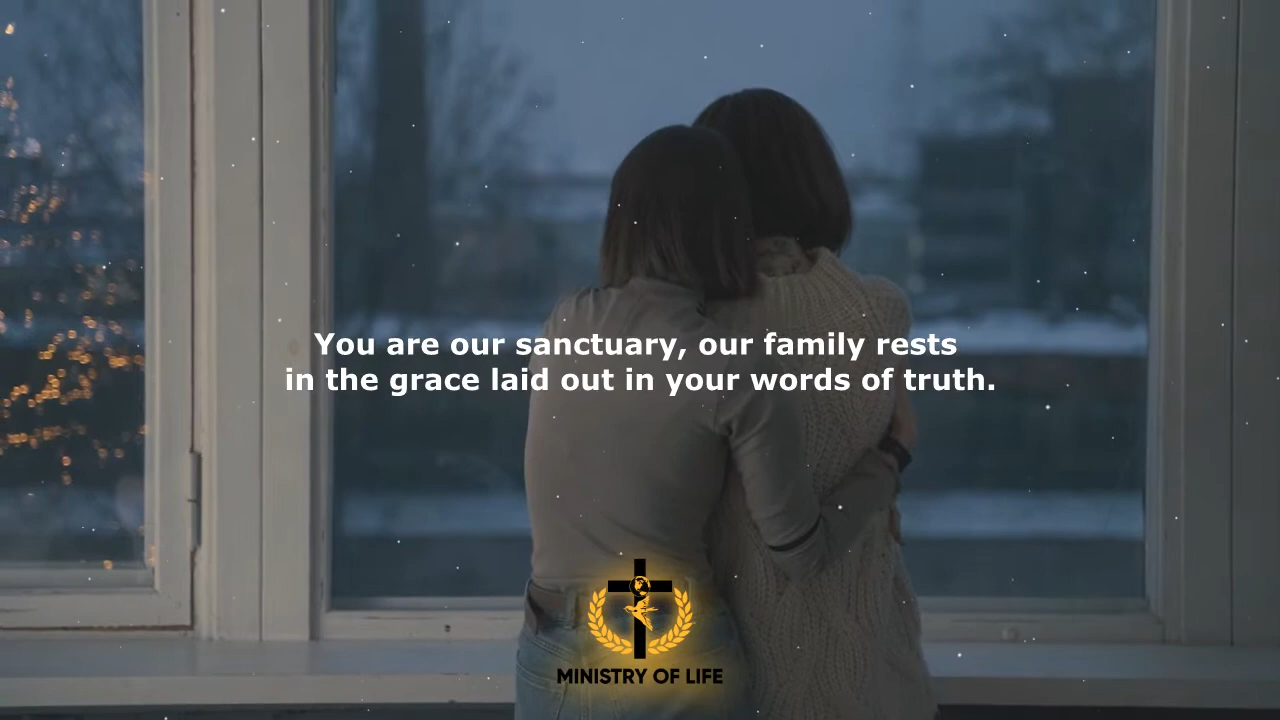 You are our sanctuary, our family rests
in the grace laid out in your words of truth.
MINISTRY OF LIFE